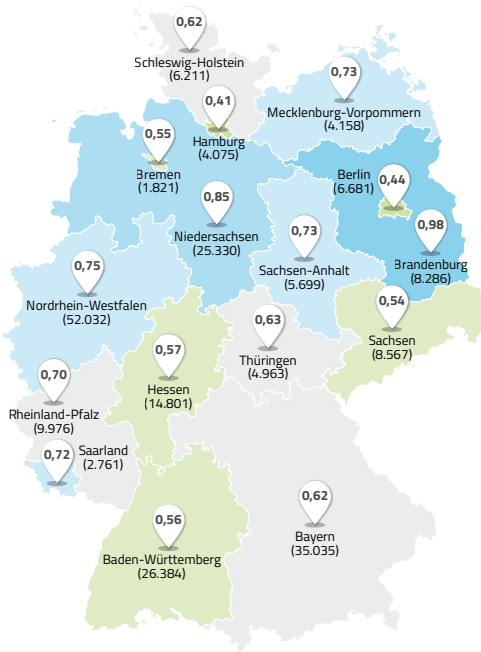 0,62
Schleswig-Holstein
(6.211)
0,73
Mecklenburg-Vorpommern
(4.158)
0,41
Hamburg
(4.075)
0,55
Bremen
(1.821)
Berlin
(6.681)
0,44
0,85
Niedersachsen
(25.330)
0,98
Brandenburg
(8.286)
0,73
Sachsen-Anhalt
(5.699)
0,75
Nordrhein-Westfalen
(52.032)
0,54
Sachsen
(8.567)
0,63
Thüringen
(4.963)
0,57
Hessen
(14.801)
0,70
Rheinland-Pfalz
(9.976)
0,72
Saarland
(2.761)
0,62
Bayern
(35.035)
0,56
Baden-Württemberg
(26.384)